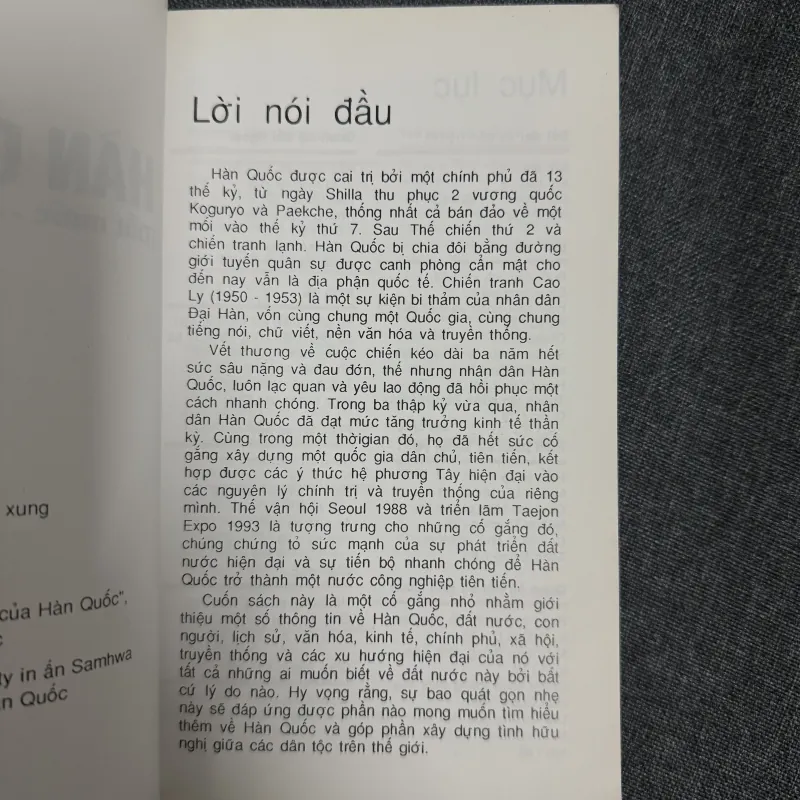 HÀN
xung
của Hàn Quốc".
ty in ấn Samhwa
Quốc
Mục lục
Lời nói đầu
Hàn Quốc được cai trị bởi một chính phủ đã 13
thế kỷ, từ ngày Shilla thu phục 2 vương quốc
Koguryo và Paekche, thống nhất cả bán đảo về một
mối vào thế kỷ thứ 7. Sau Thế chiến thứ 2 và
chiến tranh lạnh. Hàn Quốc bị chia đôi bằng đường
giới tuyến quân sự được canh phòng cẩn mật cho
đến nay vẫn là địa phận quốc tế. Chiến tranh Cao
Ly (1950 - 1953) là một sự kiện bi thảm của nhân dân
Đại Hàn, vốn cùng chung một Quốc gia, cùng chung
tiếng nói, chữ viết, nền văn hóa và truyền thống.
Vết thương về cuộc chiến kéo dài ba năm hết
sức sâu nặng và đau đớn, thế nhưng nhân dân Hàn
Quốc, luôn lạc quan và yêu lao động đã hồi phục một
cách nhanh chóng. Trong ba thập kỷ vừa qua, nhân
dân Hàn Quốc đã đạt mức tăng trưởng kinh tế thần
kỳ. Cùng trong một thờigian đó, họ đã hết sức cố
gắng xây dựng một quốc gia dân chủ, tiên tiến, kết
hợp được các ý thức hệ phương Tây hiện đại vào
các nguyên lý chính trị và truyền thống của riêng
mình. Thế vận hội Seoul 1988 và triển lãm Taejon
Expo 1993 là tượng trưng cho những cố gắng đó,
chúng chứng tỏ sức mạnh của sự phát triển đất
nước hiện đại và sự tiến bộ nhanh chóng để Hàn
Quốc trở thành một nước công nghiệp tiên tiến.
Cuốn sách này là một cố gắng nhỏ nhằm giới
thiệu một số thông tin về Hàn Quốc, đất nước, con
người, lịch sử, văn hóa, kinh tế, chính phủ, xã hội,
truyền thống và các xu hướng hiện đại của nó với
tất cả những ai muốn biết về đất nước này bởi bất
cứ lý do nào. Hy vọng rằng, sự bao quát gọn nhẹ
này sẽ đáp ứng được phần nào mong muốn tìm hiểu
thêm về Hàn Quốc và góp phần xây dựng tình hữu
nghị giữa các dân tộc trên thế giới.